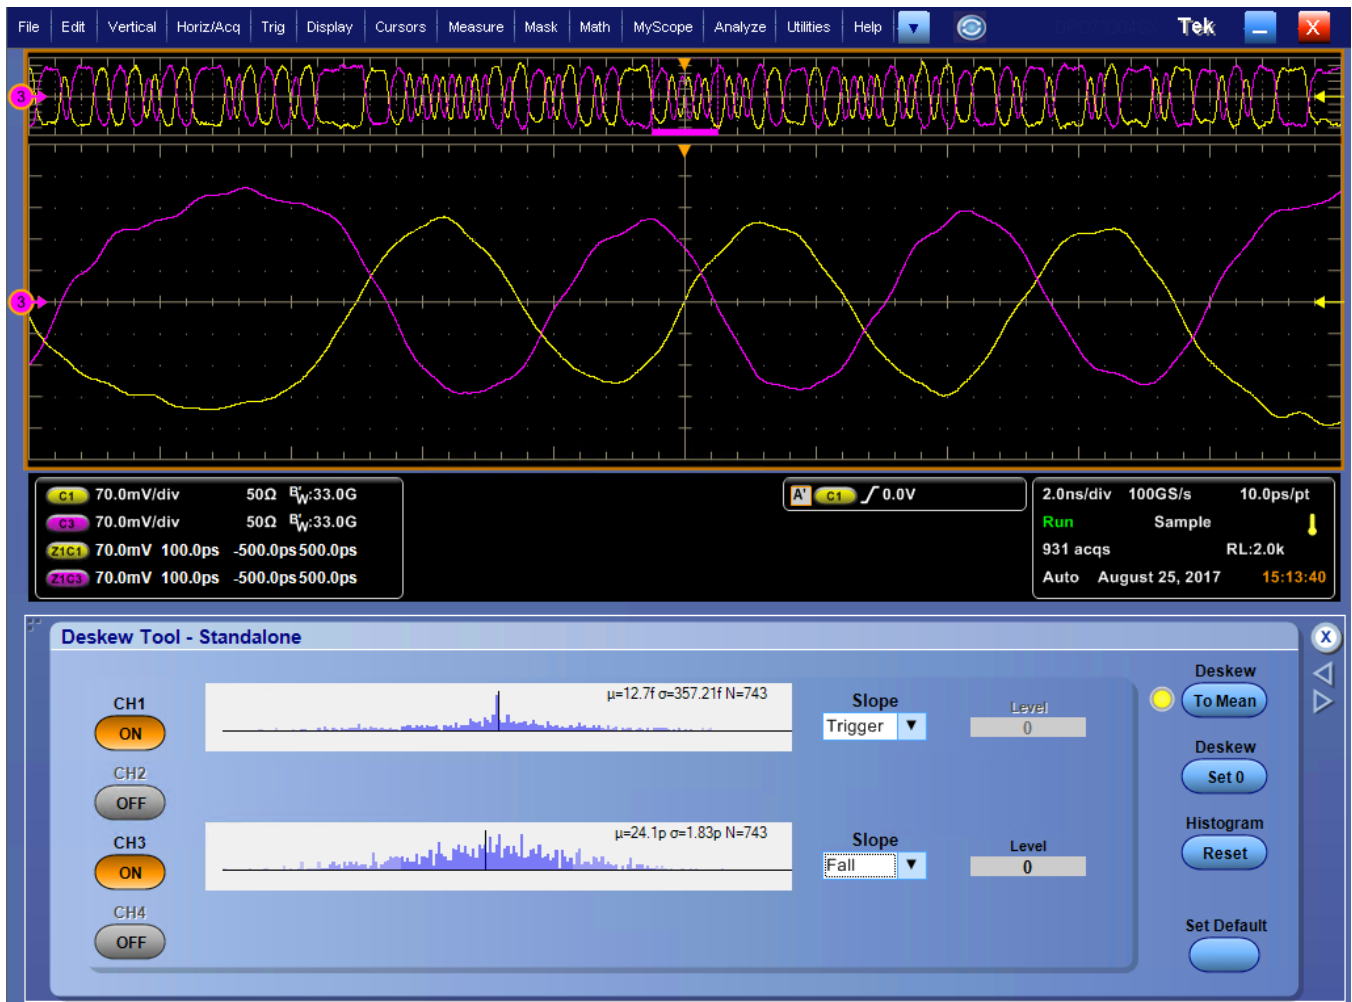 File Edit Vertical Horiz/Acq Trig Display Cursors Measure Mask Math MyScope Analyze Utilities Help Tek X
3
3
C1 70.0mV/div 50Ω BW:33.0G
C3 70.0mV/div 50Ω BW:33.0G
Z1C1 70.0mV 100.0ps -500.0ps 500.0ps
Z1C3 70.0mV 100.0ps -500.0ps 500.0ps
A' C1 0.0V
2.0ns/div 100GS/s 10.0ps/pt
Run Sample
931 acqs RL:2.0k
Auto August 25, 2017 15:13:40
Deskew Tool - Standalone X
CH1
ON
μ=12.7f σ=357.21f N=743
Slope
Trigger
Level
0
Deskew
To Mean
CH2
OFF
Deskew
Set 0
CH3
ON
μ=24.1p σ=1.83p N=743
Slope
Fall
Level
0
Histogram
Reset
CH4
OFF
Set Default